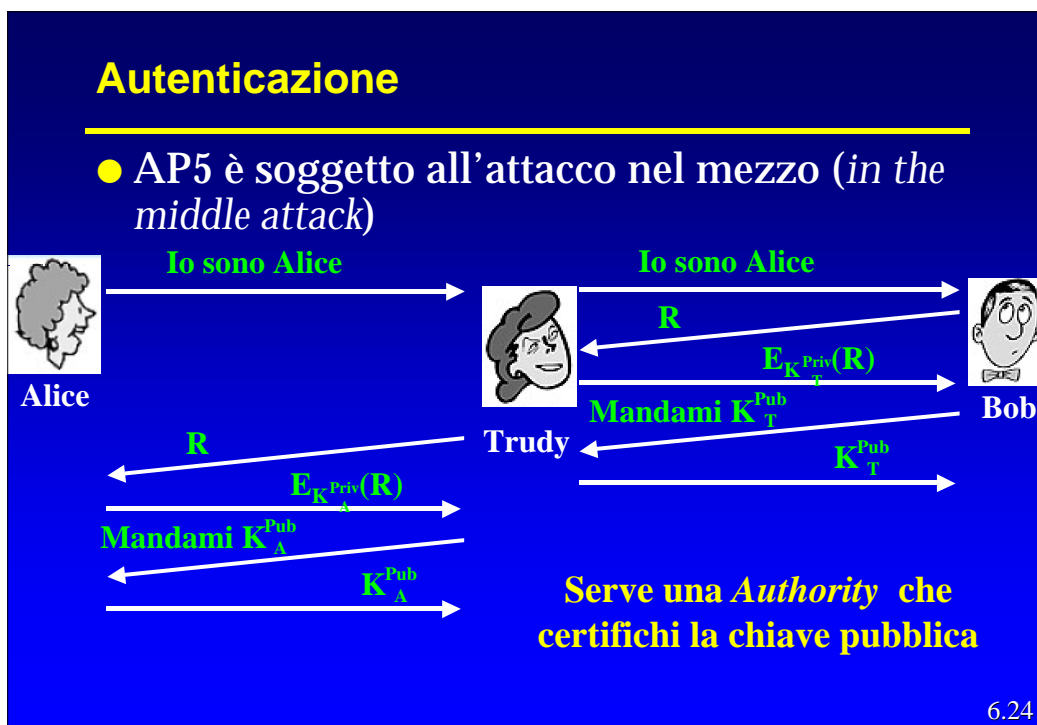 Autenticazione
● AP5 è soggetto all'attacco nel mezzo (in the
middle attack)
Io sono Alice
Io sono Alice
R
E_{K_T^{Priv}}(R)
Alice
Mandami K_T^{Pub}
Bob
Trudy
R
K_T^{Pub}
E_{K_A^{Priv}}(R)
Mandami K_A^{Pub}
K_A^{Pub}
Serve una Authority che
certifichi la chiave pubblica
6.24